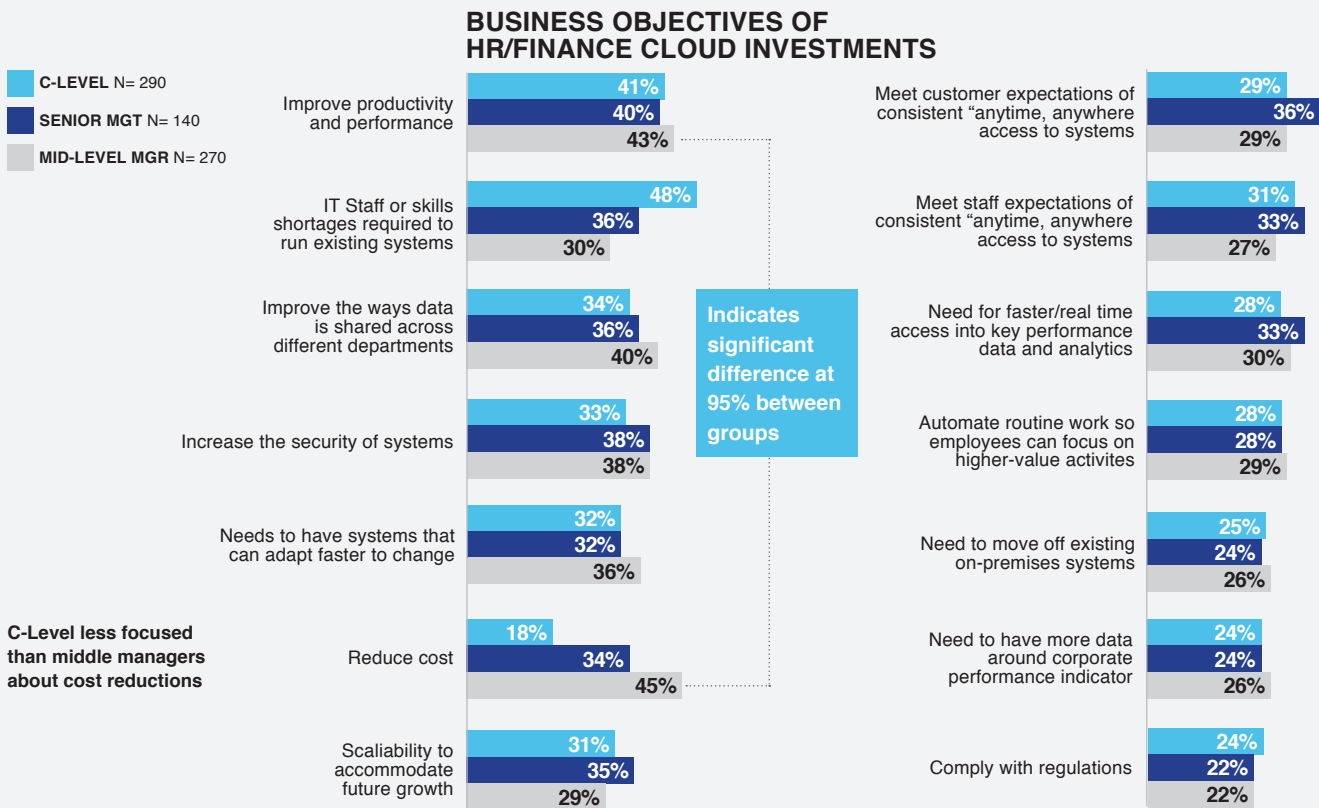 BUSINESS OBJECTIVES OF
HR/FINANCE CLOUD INVESTMENTS
C-LEVEL N= 290
SENIOR MGT N= 140
MID-LEVEL MGR N= 270
Improve productivity
and performance
41%
40%
43%
IT Staff or skills
shortages required to
run existing systems
48%
36%
30%
Improve the ways data
is shared across
different departments
34%
36%
40%
Increase the security of systems
33%
38%
38%
Needs to have systems that
can adapt faster to change
32%
32%
36%
C-Level less focused
than middle managers
about cost reductions
Reduce cost
18%
34%
45%
Scaliability to
accommodate
future growth
31%
35%
29%
Indicates
significant
difference at
95% between
groups
Meet customer expectations of
consistent “anytime, anywhere
access to systems
29%
36%
29%
Meet staff expectations of
consistent “anytime, anywhere
access to systems
31%
33%
27%
Need for faster/real time
access into key performance
data and analytics
28%
33%
30%
Automate routine work so
employees can focus on
higher-value activites
28%
28%
29%
Need to move off existing
on-premises systems
25%
24%
26%
Need to have more data
around corporate
performance indicator
24%
24%
26%
Comply with regulations
24%
22%
22%